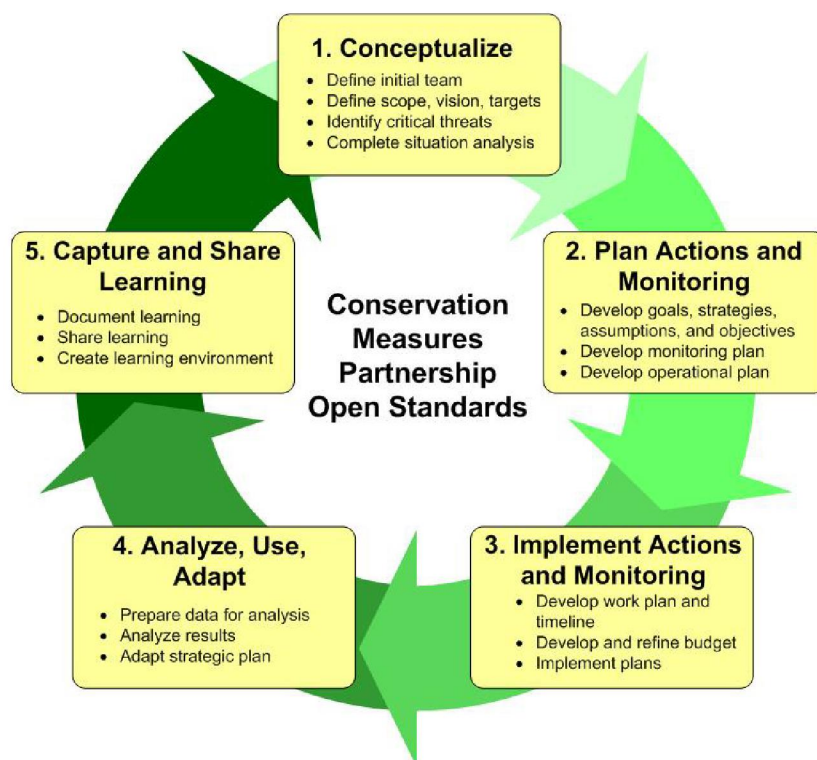 1. Conceptualize
• Define initial team
• Define scope, vision, targets
• Identify critical threats
• Complete situation analysis
2. Plan Actions and
Monitoring
• Develop goals, strategies,
assumptions, and objectives
• Develop monitoring plan
• Develop operational plan
3. Implement Actions
and Monitoring
• Develop work plan and
timeline
• Develop and refine budget
• Implement plans
4. Analyze, Use,
Adapt
• Prepare data for analysis
• Analyze results
• Adapt strategic plan
5. Capture and Share
Learning
• Document learning
• Share learning
• Create learning environment
Conservation
Measures
Partnership
Open Standards